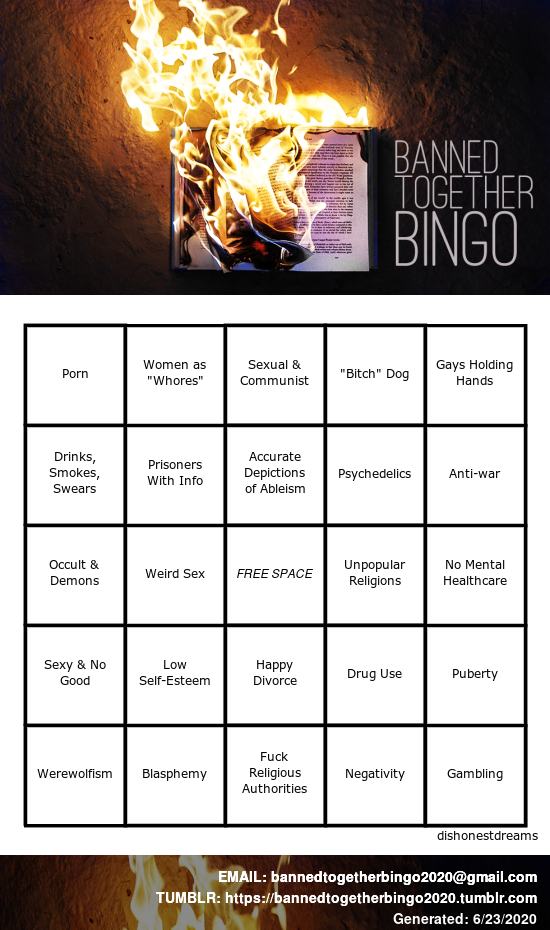 BANNED
TOGETHER
BINGO
Porn
Women as
"Whores"
Sexual &
Communist
"Bitch" Dog
Gays Holding
Hands
Drinks,
Smokes,
Swears
Prisoners
With Info
Accurate
Depictions
of Ableism
Psychedelics
Anti-war
Occult &
Demons
Weird Sex
FREE SPACE
Unpopular
Religions
No Mental
Healthcare
Sexy & No
Good
Low
Self-Esteem
Happy
Divorce
Drug Use
Puberty
Werewolfism
Blasphemy
Fuck
Religious
Authorities
Negativity
Gambling
dishonestdreams
EMAIL: bannedtogetherbingo2020@gmail.com
TUMBLR: https://bannedtogetherbingo2020.tumblr.com
Generated: 6/23/2020